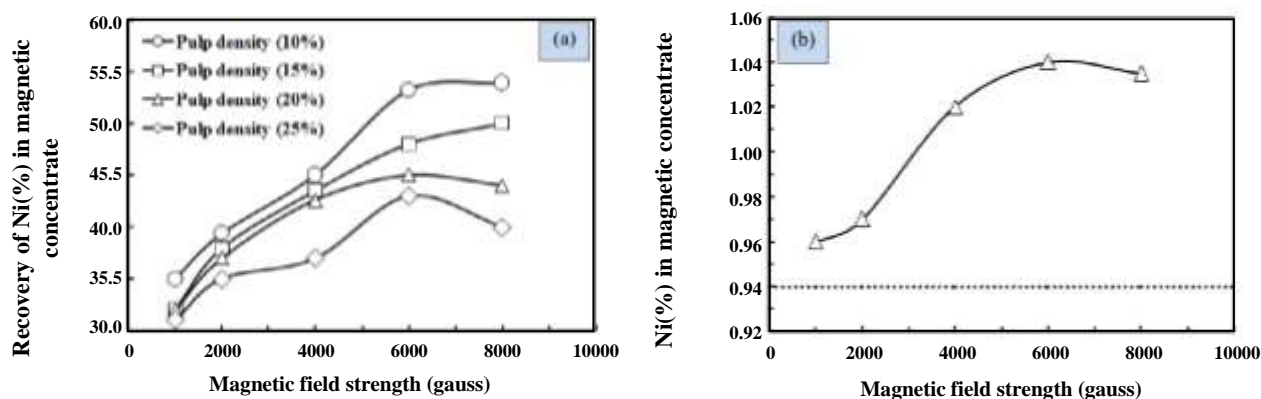 Recovery of Ni(%) in magnetic
concentrate
60.0
55.5
50.0
45.5
40.0
35.5
30.0
Pulp density (10%)
Pulp density (15%)
Pulp density (20%)
Pulp density (25%)
(a)
0 2000 4000 6000 8000 10000
Magnetic field strength (gauss)
Ni(%) in magnetic concentrate
1.06
1.04
1.02
1.00
0.98
0.96
0.94
0.92
(b)
0 2000 4000 6000 8000 10000
Magnetic field strength (gauss)